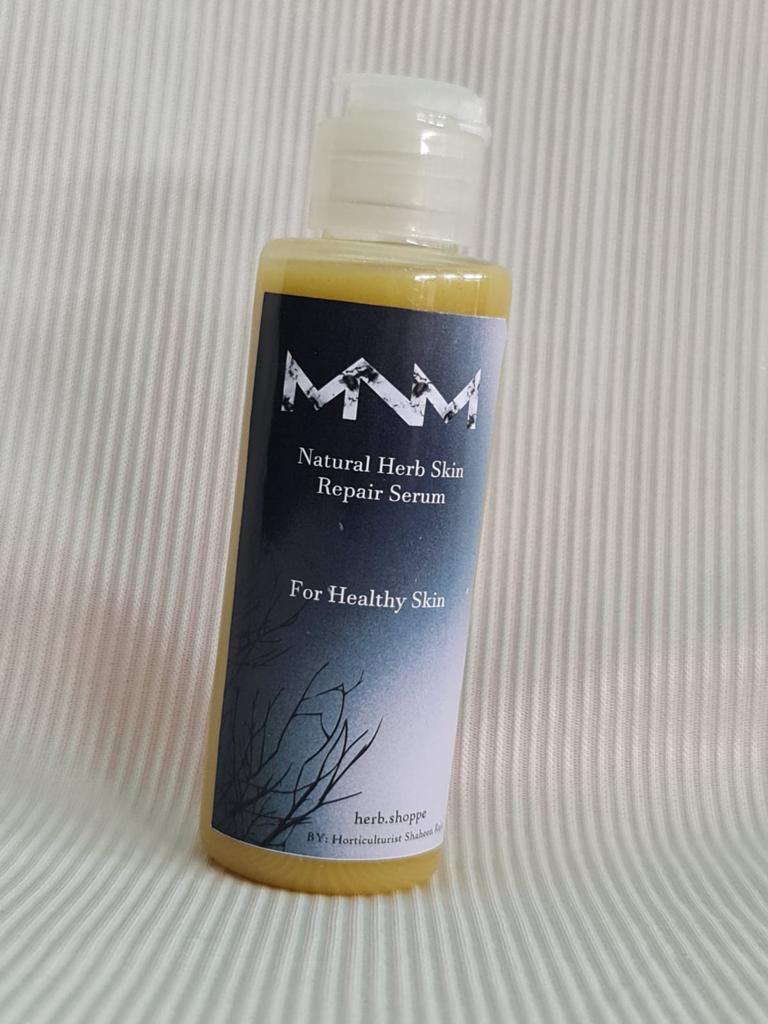 MNM
Natural Herb Skin
Repair Serum
For Healthy Skin
herb.shoppe
BY: Horticulturist Shaheen